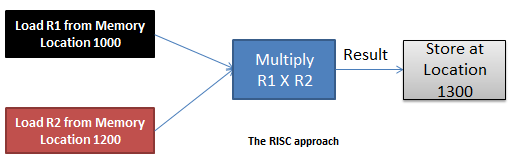 Load R1 from Memory
Location 1000
Load R2 from Memory
Location 1200
Multiply
R1 X R2
Result
Store at
Location
1300
The RISC approach